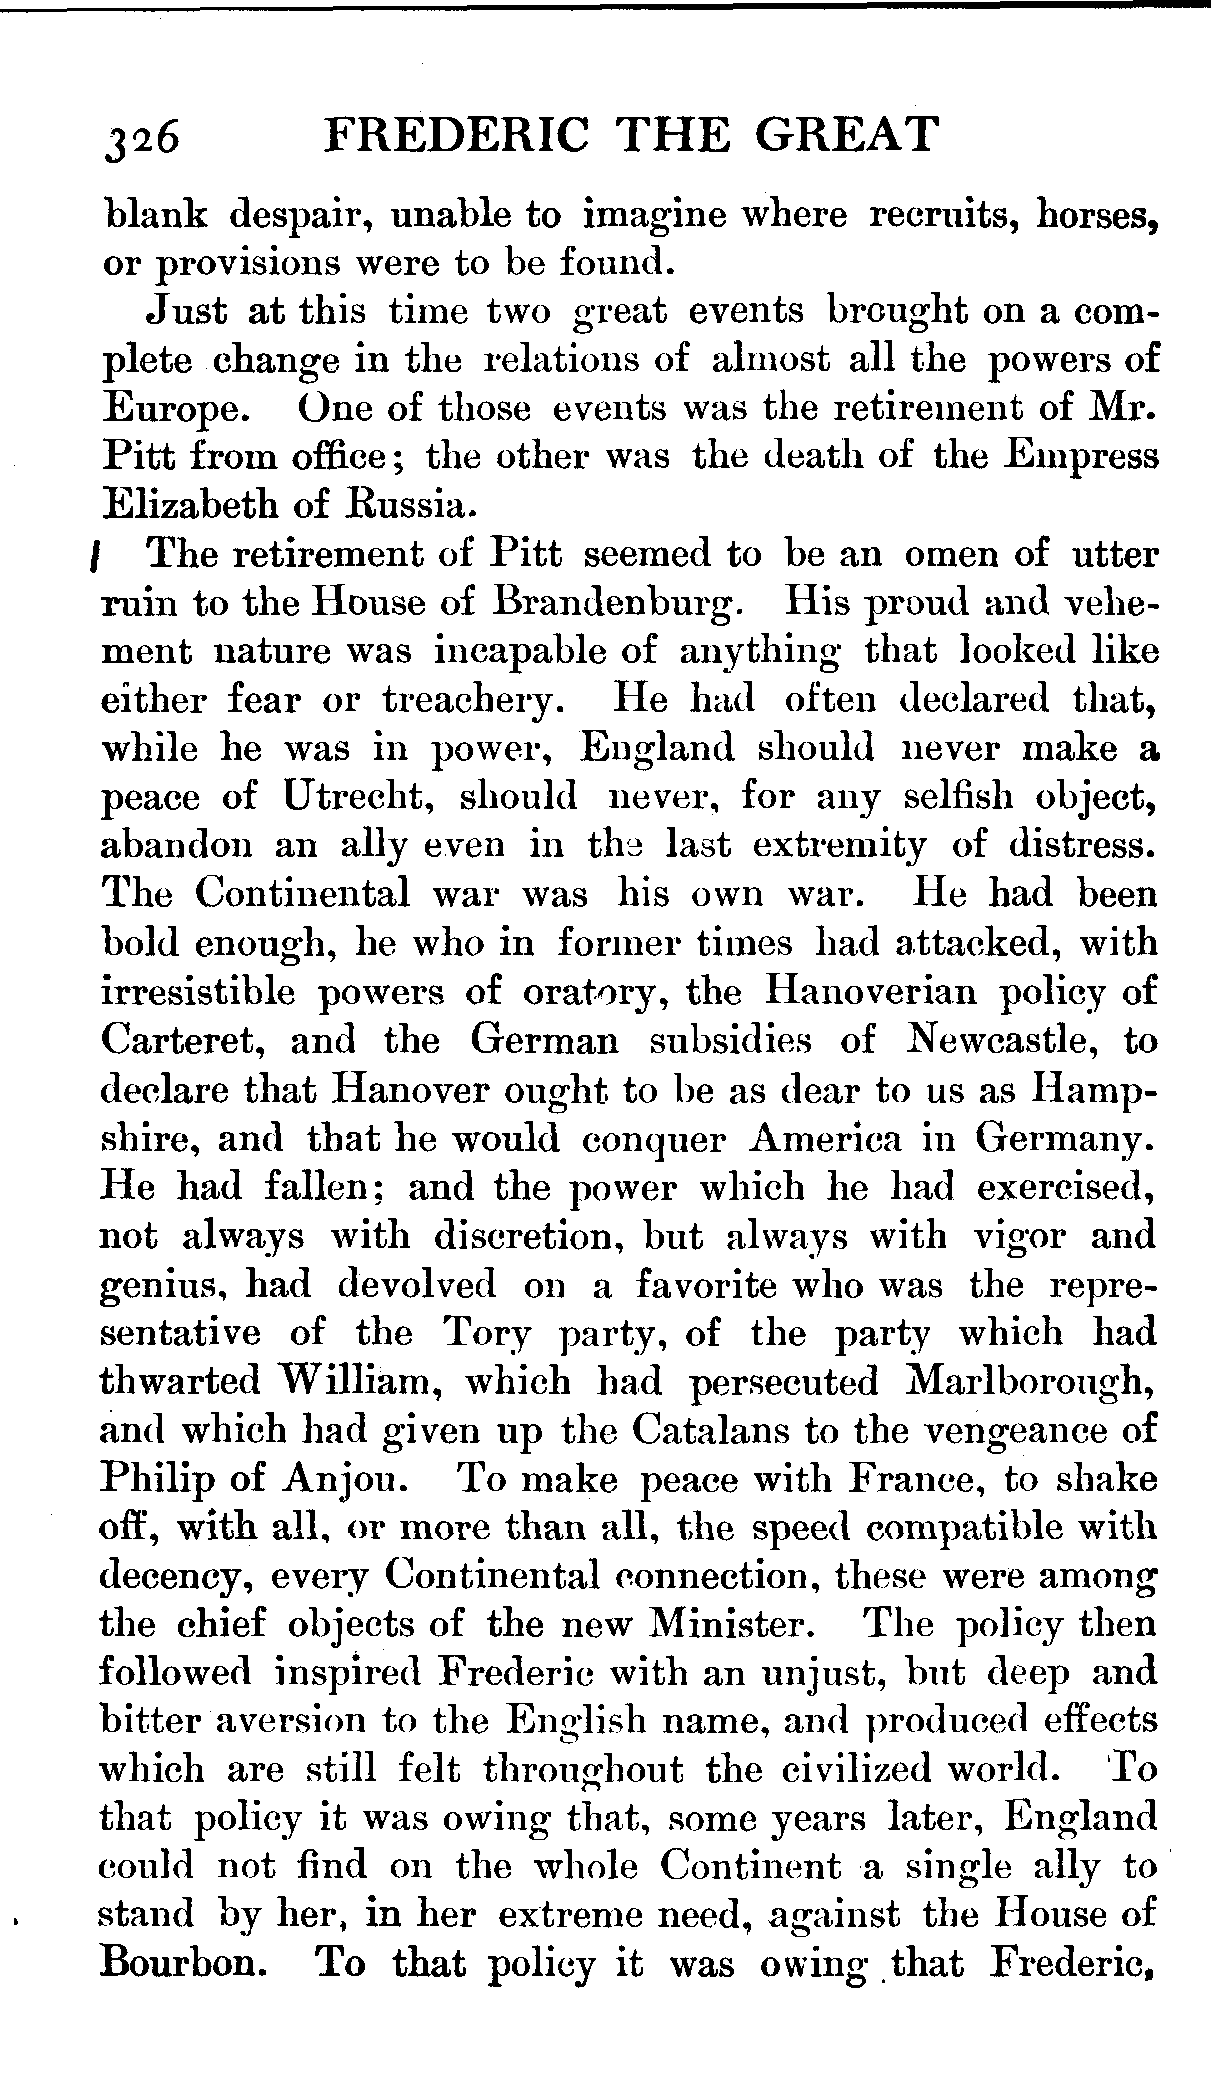 326 FREDERIC THE GREAT
blank despair, unable to imagine where recruits, horses,
or provisions were to be found.
Just at this time two great events brought on a com-
plete change in the relations of almost all the powers of
Europe. One of those events was the retirement of Mr.
Pitt from office; the other was the death of the Empress
Elizabeth of Russia.
The retirement of Pitt seemed to be an omen of utter
ruin to the House of Brandenburg. His proud and vehe-
ment nature was incapable of anything that looked like
either fear or treachery. He had often declared that,
while he was in power, England should never make a
peace of Utrecht, should never, for any selfish object,
abandon an ally even in the last extremity of distress.
The Continental war was his own war. He had been
bold enough, he who in former times had attacked, with
irresistible powers of oratory, the Hanoverian policy of
Carteret, and the German subsidies of Newcastle, to
declare that Hanover ought to be as dear to us as Hamp-
shire, and that he would conquer America in Germany.
He had fallen; and the power which he had exercised,
not always with discretion, but always with vigor and
genius, had devolved on a favorite who was the repre-
sentative of the Tory party, of the party which had
thwarted William, which had persecuted Marlborough,
and which had given up the Catalans to the vengeance of
Philip of Anjou. To make peace with France, to shake
off, with all, or more than all, the speed compatible with
decency, every Continental connection, these were among
the chief objects of the new Minister. The policy then
followed inspired Frederic with an unjust, but deep and
bitter aversion to the English name, and produced effects
which are still felt throughout the civilized world. To
that policy it was owing that, some years later, England
could not find on the whole Continent a single ally to
stand by her, in her extreme need, against the House of
Bourbon. To that policy it was owing that Frederic,